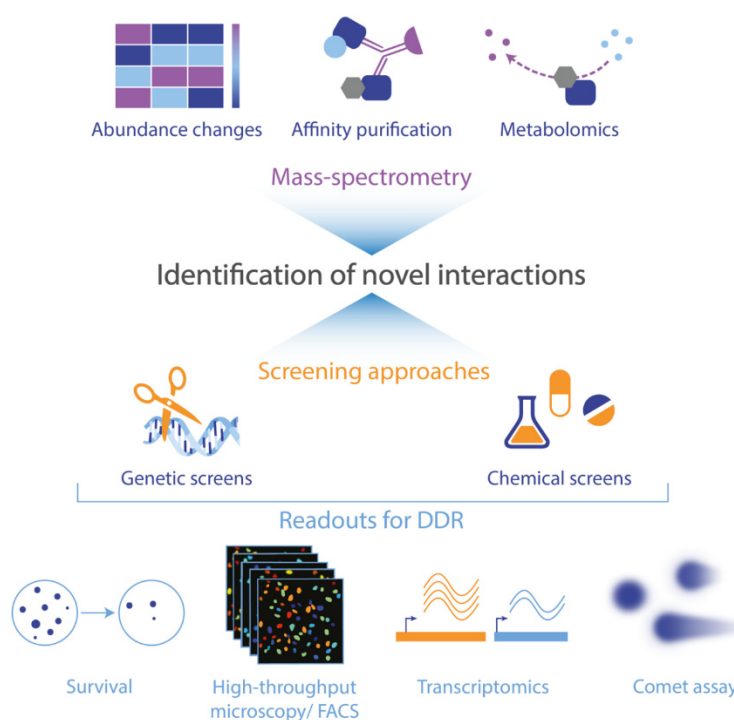 Abundance changes
Affinity purification
Metabolomics
Mass-spectrometry
Identification of novel interactions
Screening approaches
Genetic screens
Chemical screens
Readouts for DDR
Survival
High-throughput
microscopy/ FACS
Transcriptomics
Comet assay